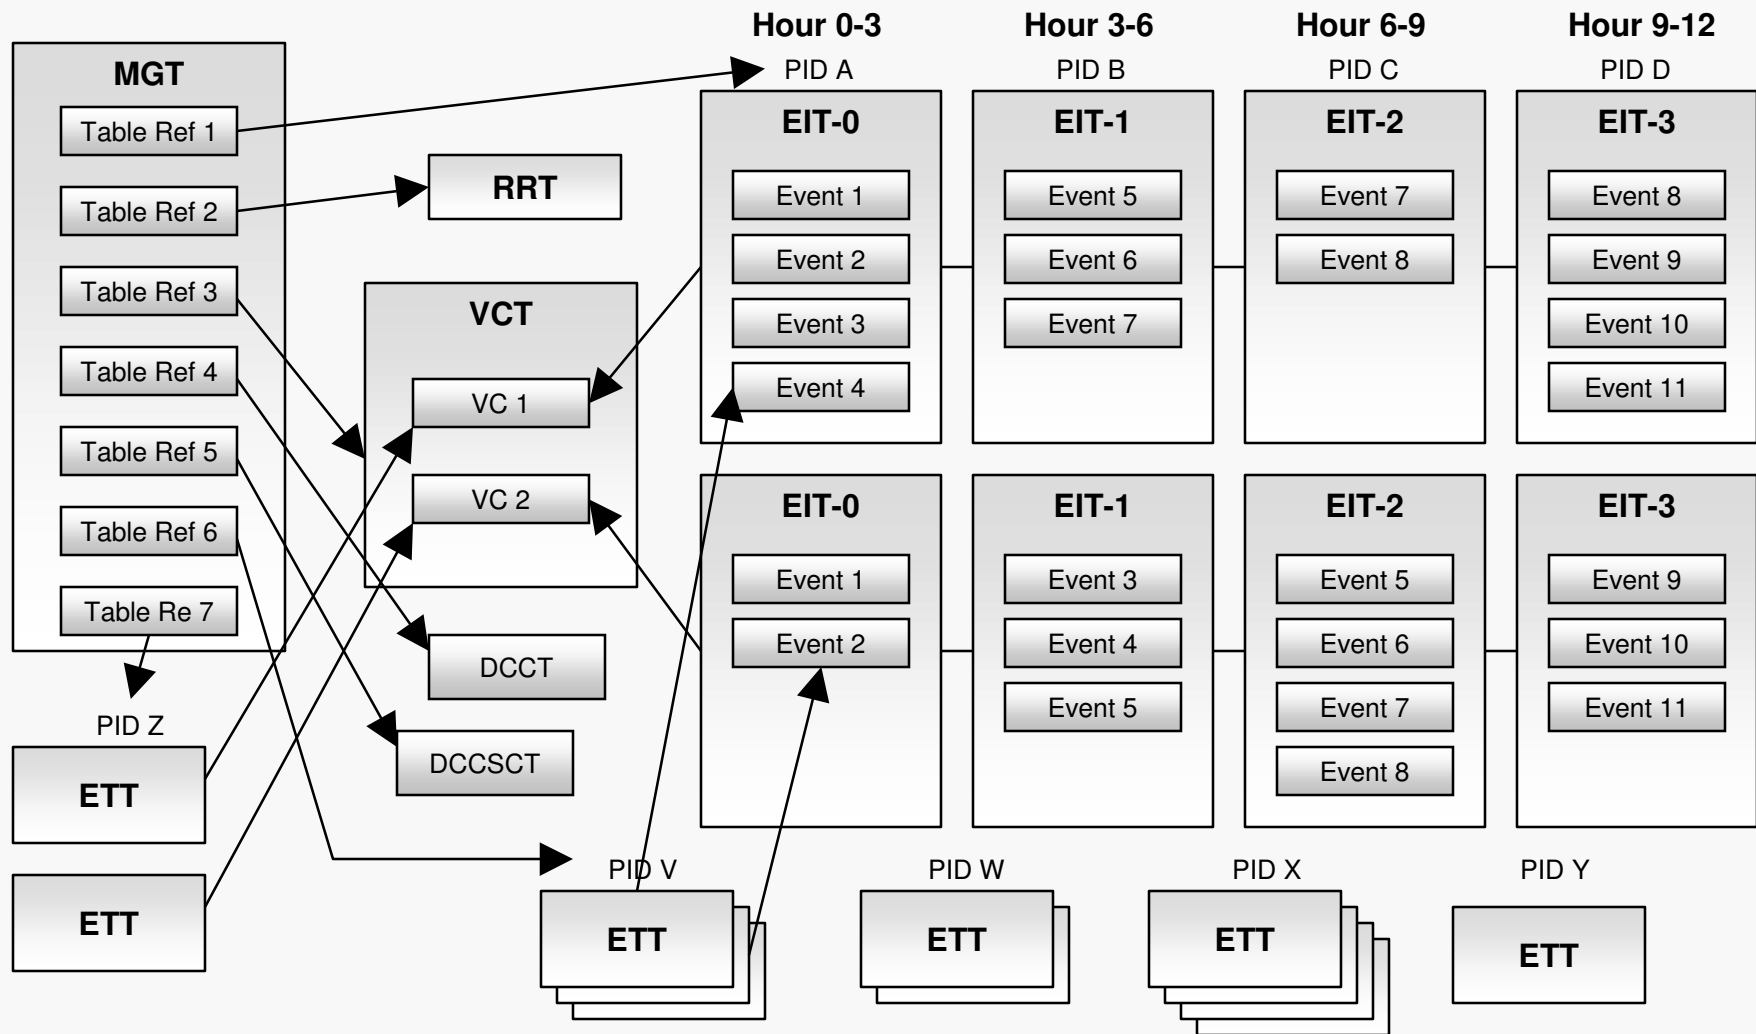 Hour 0-3
Hour 3-6
Hour 6-9
Hour 9-12
PID A
PID B
PID C
PID D
MGT
Table Ref 1
Table Ref 2
Table Ref 3
Table Ref 4
Table Ref 5
Table Ref 6
Table Re 7
RRT
VCT
VC 1
VC 2
DCCT
DCCSCT
EIT-0
Event 1
Event 2
Event 3
Event 4
EIT-1
Event 5
Event 6
Event 7
EIT-2
Event 7
Event 8
EIT-3
Event 8
Event 9
Event 10
Event 11
EIT-0
Event 1
Event 2
EIT-1
Event 3
Event 4
Event 5
EIT-2
Event 5
Event 6
Event 7
Event 8
EIT-3
Event 9
Event 10
Event 11
PID Z
ETT
ETT
PID V
ETT
PID W
ETT
PID X
ETT
PID Y
ETT